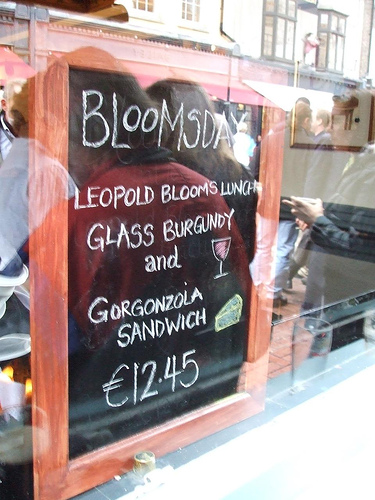 BLOOMSDAY
LEOPOLD BLOOMS LUNCH
GLASS BURGUNDY
and
GORGONZOLA
SANDWICH
€12.45